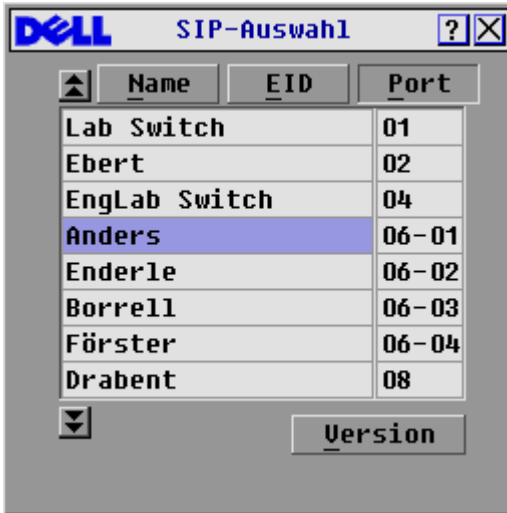 DELL SIP-Auswahl ? X
Name EID Port
Lab Switch 01
Ebert 02
EngLab Switch 04
Anders 06-01
Enderle 06-02
Borrell 06-03
Förster 06-04
Drabent 08
Version